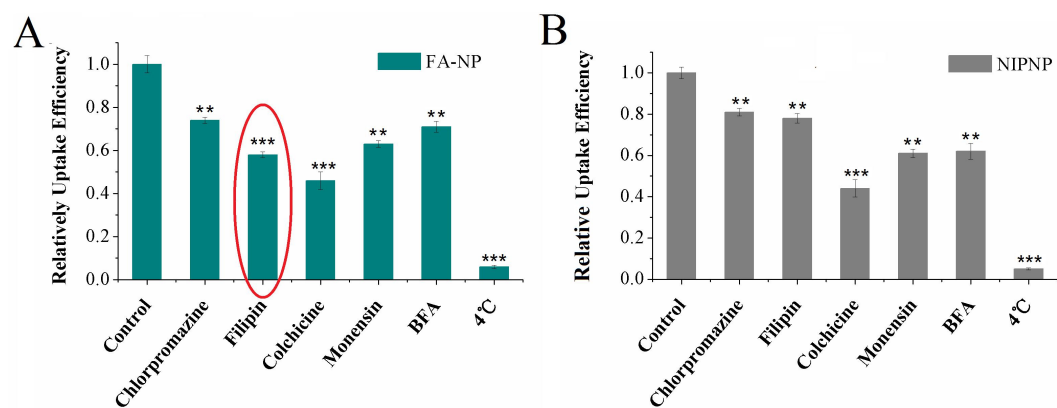 A
Relatively Uptake Efficiency
1.0
0.8
0.6
0.4
0.2
0.0
FA-NP
**
***
***
**
**
***
Control
Chlorpromazine
Filipin
Colchicine
Monensin
BFA
4℃
B
Relative Uptake Efficiency
1.0
0.8
0.6
0.4
0.2
0.0
NIPNP
**
**
***
**
**
***
Control
Chlorpromazine
Filipin
Colchicine
Monensin
BFA
4℃